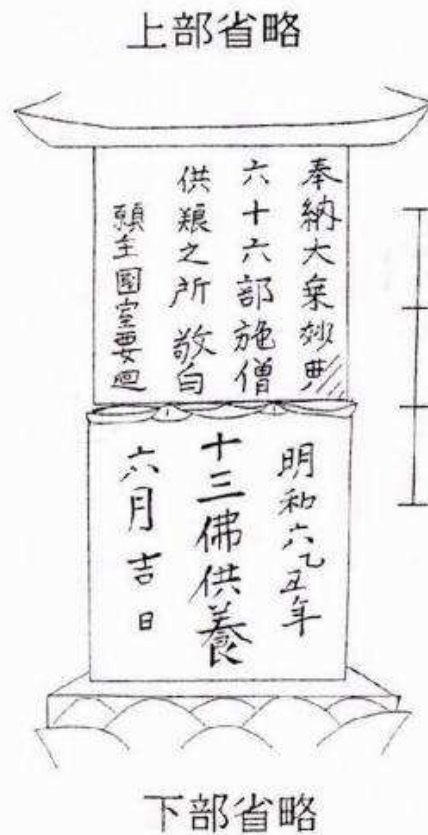 上部省略
奉納大乗妙典
六十六部施僧
供粮之所 敬白
願主圓室要廻
明和六乙丑年
十三佛供養
六月吉日
下部省略